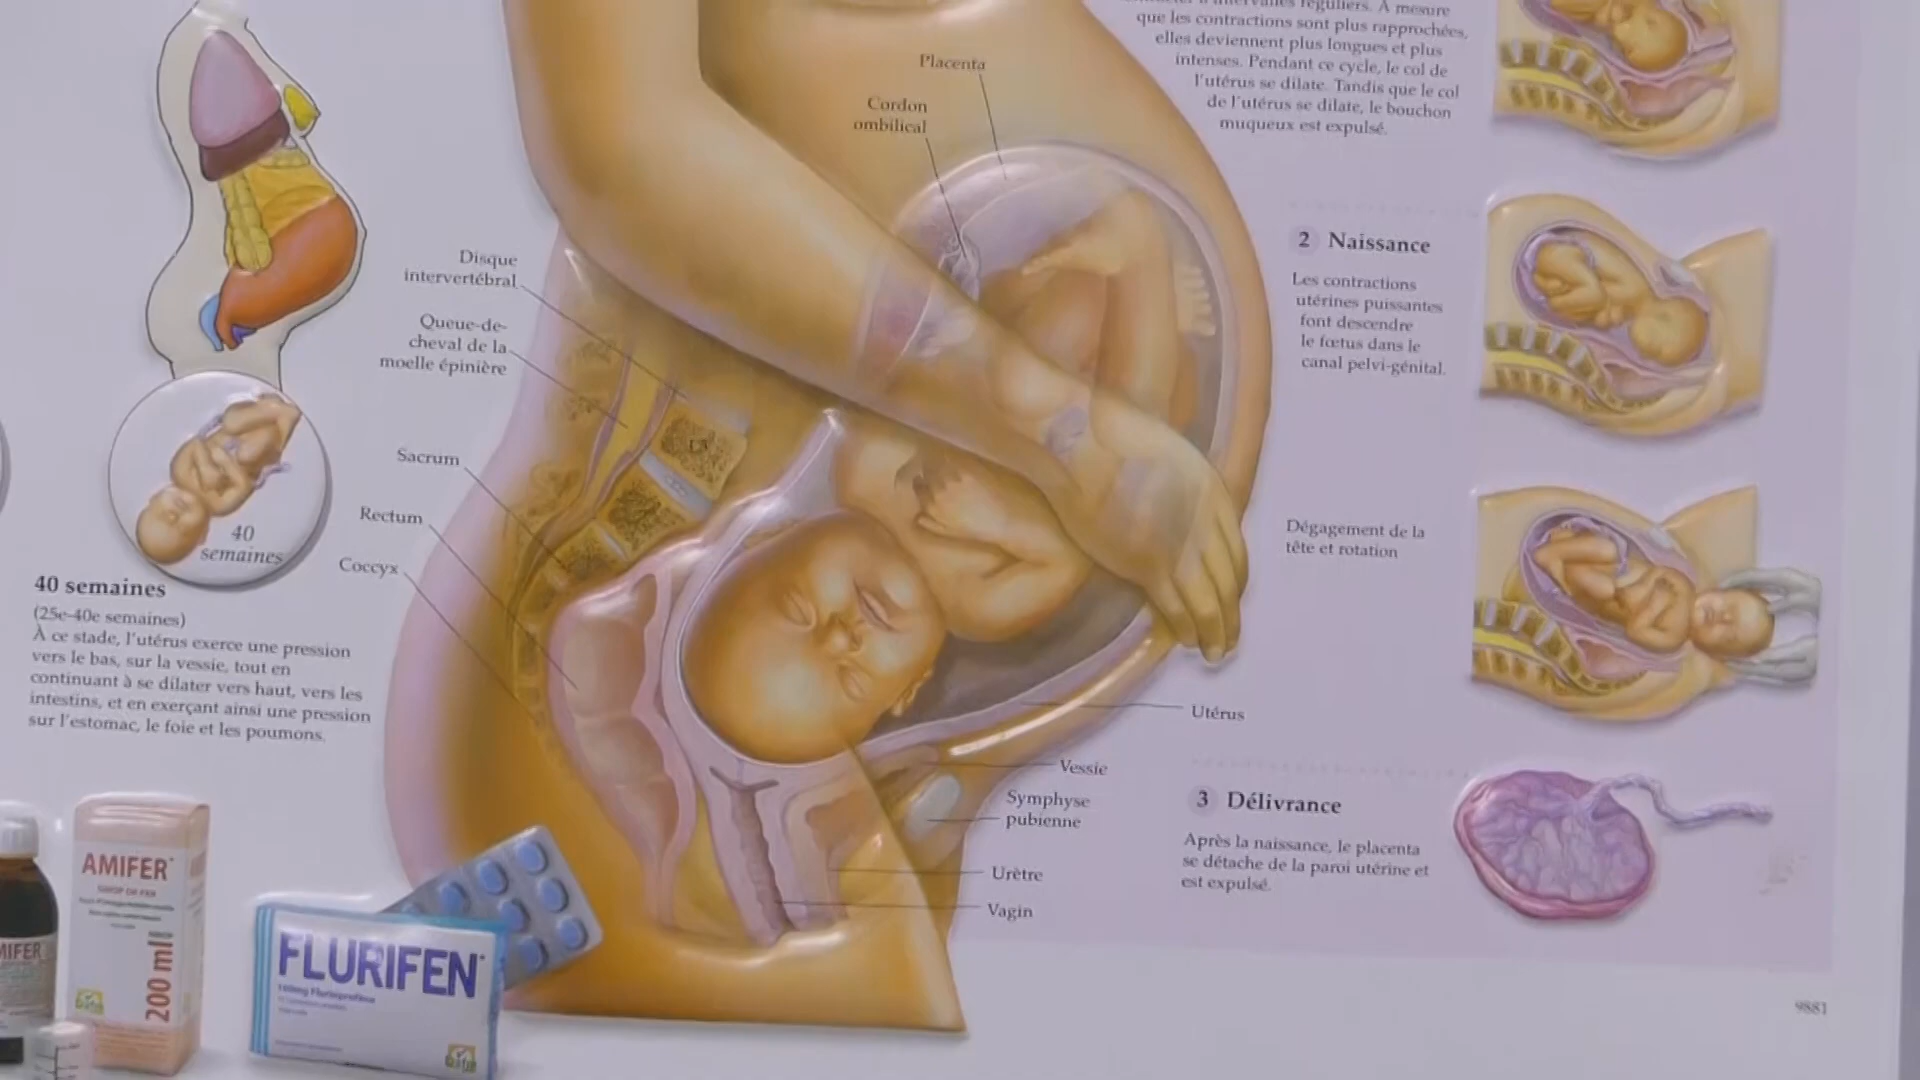 que les contractions sont plus rapprochées,
elles deviennent plus longues et plus
intenses. Pendant ce cycle, le col de
l'utérus se dilate. Tandis que le col
de l'utérus se dilate, le bouchon
muqueux est expulsé.
Placenta
Cordon
ombilical
Disque
intervertébral
Queue-de-
cheval de la
moelle épinière
Sacrum
Rectum
Coccyx
40
semaines
40 semaines
(25e-40e semaines)
À ce stade, l'utérus exerce une pression
vers le bas, sur la vessie, tout en
continuant à se dilater vers haut, vers les
intestins, et en exerçant ainsi une pression
sur l'estomac, le foie et les poumons.
2 Naissance
Les contractions
utérines puissantes
font descendre
le fœtus dans le
canal pelvi-génital.
Dégagement de la
tête et rotation
Utérus
Vessie
Symphyse
pubienne
Urètre
Vagin
3 Délivrance
Après la naissance, le placenta
se détache de la paroi utérine et
est expulsé.
AMIFER
SIROP DE FER
SIROP
200 ml
MIFER
FLURIFEN
100mg Flurbiprofène
9881